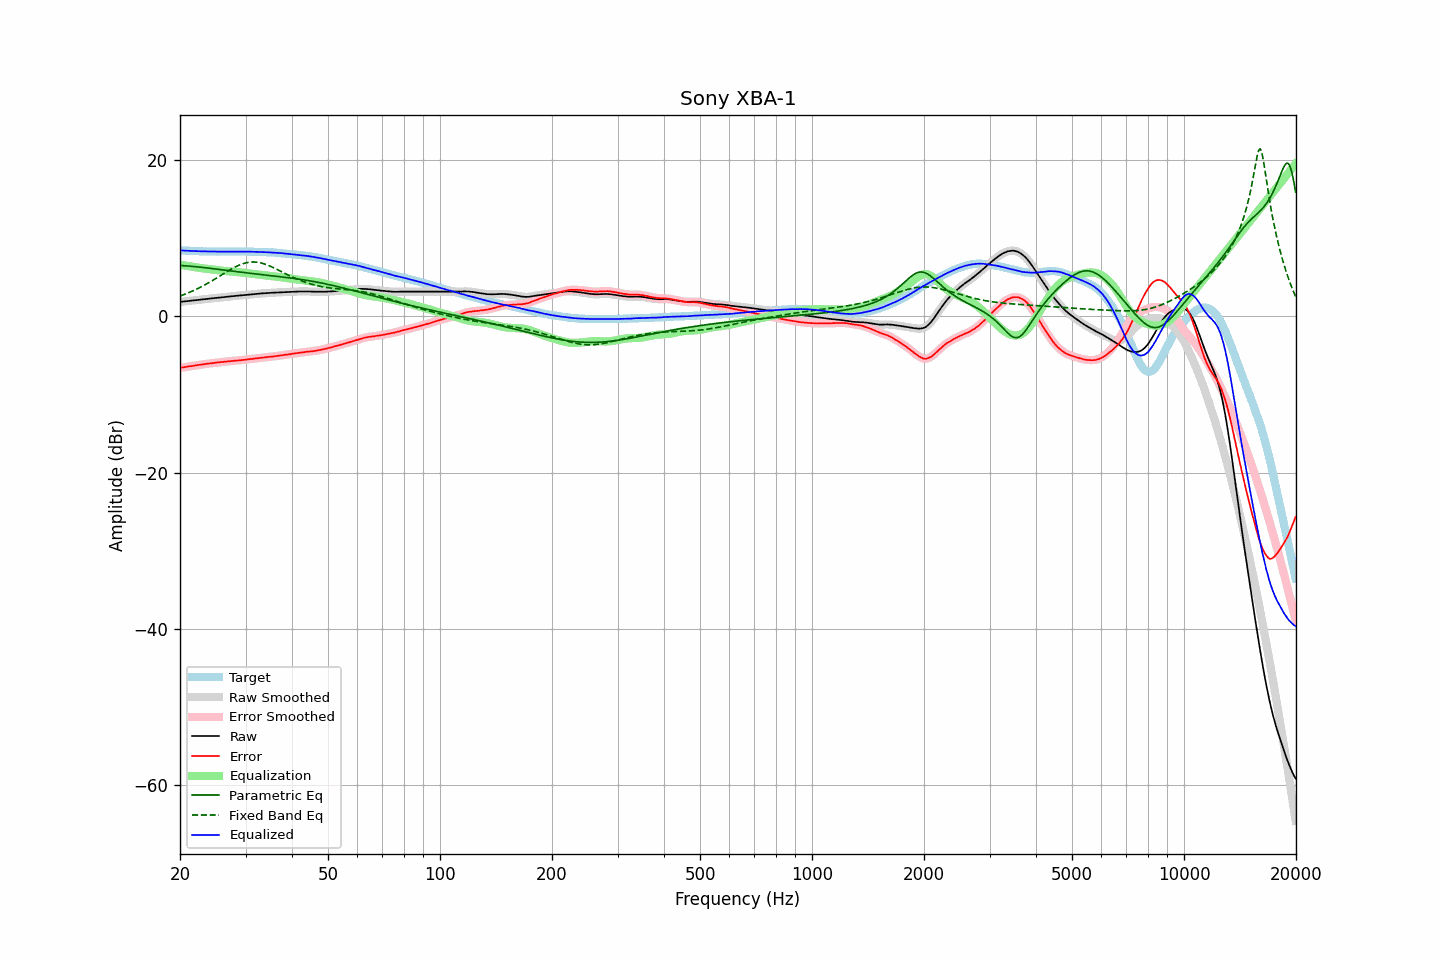 Sony XBA-1
Amplitude (dBr)
20
0
−20
−40
−60
Target
Raw Smoothed
Error Smoothed
Raw
Error
Equalization
Parametric Eq
Fixed Band Eq
Equalized
20 50 100 200 500 1000 2000 5000 10000 20000
Frequency (Hz)